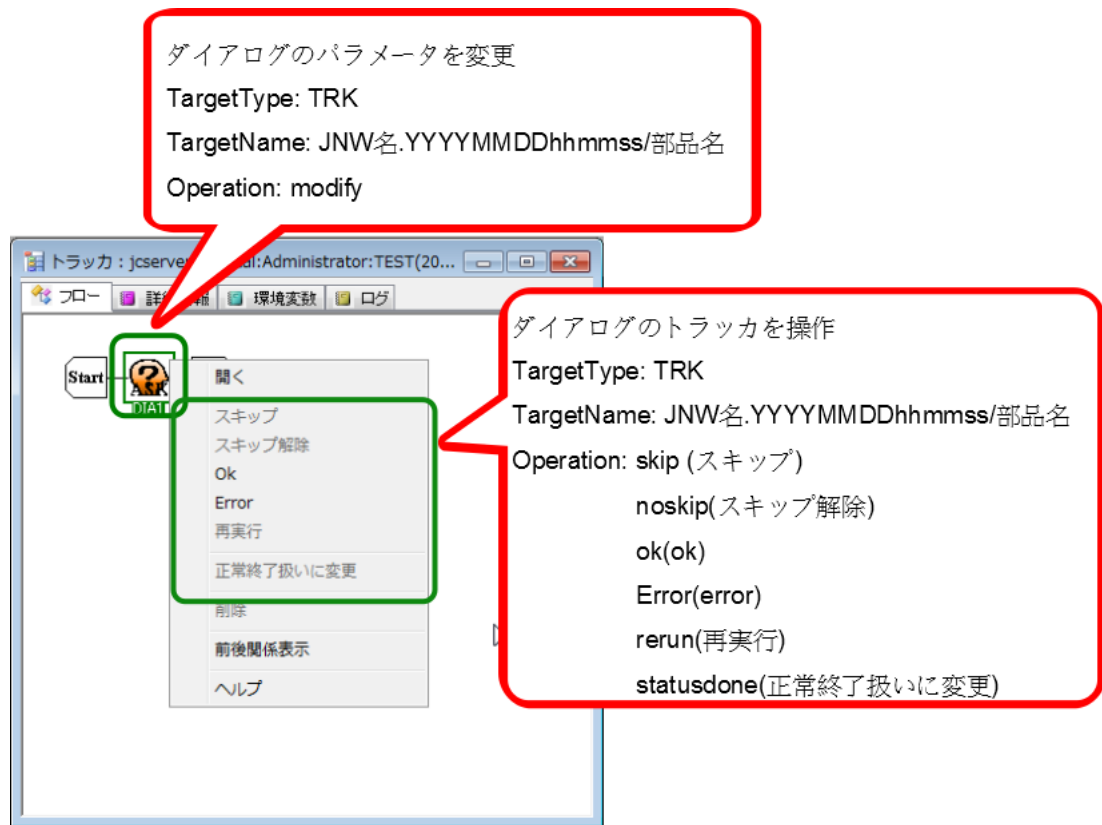 ダイアログのパラメータを変更
TargetType: TRK
TargetName: JNW名.YYYYMMDDhhmmss/部品名
Operation: modify
トラッカ : jcserve al:Administrator:TEST(20...
フロー 詳 報 環境変数 ログ
Start
ASK
DIA1
開く
スキップ
スキップ解除
Ok
Error
再実行
正常終了扱いに変更
削除
前後関係表示
ヘルプ
ダイアログのトラッカを操作
TargetType: TRK
TargetName: JNW名.YYYYMMDDhhmmss/部品名
Operation: skip (スキップ)
noskip(スキップ解除)
ok(ok)
Error(error)
rerun(再実行)
statusdone(正常終了扱いに変更)